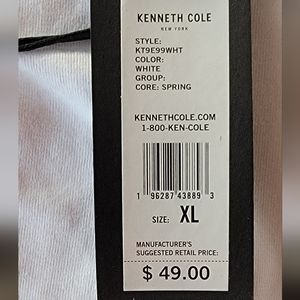 KENNETH COLE
NEW YORK
STYLE:
KT9E99WHT
COLOR:
WHITE
GROUP:
CORE: SPRING
KENNETHCOLE.COM
1-800-KEN-COLE
1 96287 43889 3
SIZE: XL
MANUFACTURER'S
SUGGESTED RETAIL PRICE:
$ 49.00